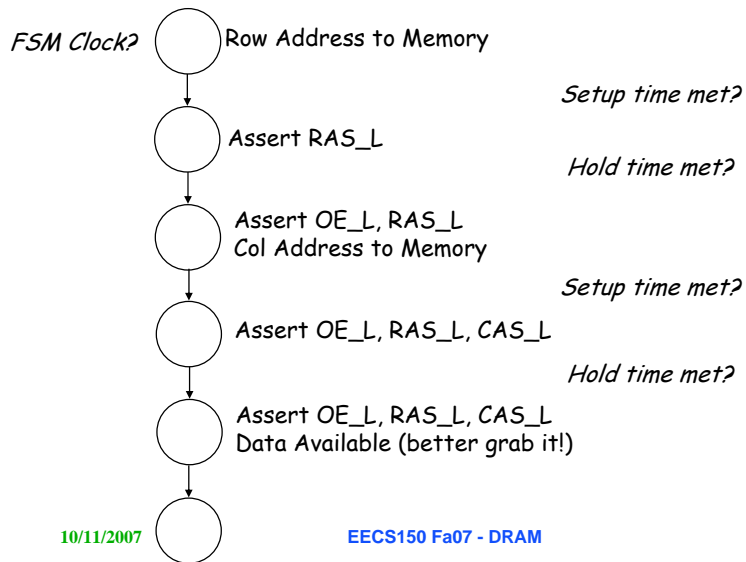 FSM Clock?
Row Address to Memory
Setup time met?
Assert RAS_L
Hold time met?
Assert OE_L, RAS_L
Col Address to Memory
Setup time met?
Assert OE_L, RAS_L, CAS_L
Hold time met?
Assert OE_L, RAS_L, CAS_L
Data Available (better grab it!)
10/11/2007
EECS150 Fa07 - DRAM